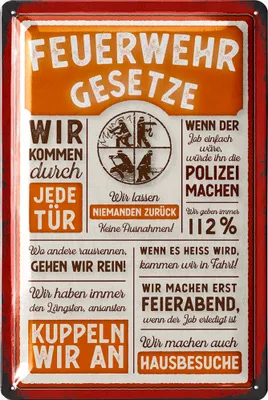 FEUERWEHR
GESETZE
WIR
KOMMEN
durch
JEDE
TÜR
WENN DER
Job einfach
wäre,
würde ihn die
POLIZEI
MACHEN
Wir geben immer
112%
Wir lassen
NIEMANDEN ZURÜCK
Keine Ausnahmen!
Wo andere rausrennen,
GEHEN WIR REIN!
WENN ES HEISS WIRD,
kommen wir in Fahrt!
Wir haben immer
den Längsten, ansonsten
KUPPELN
WIR AN
WIR MACHEN ERST
FEIERABEND,
wenn der Job erledigt ist
Wir machen auch
HAUSBESUCHE